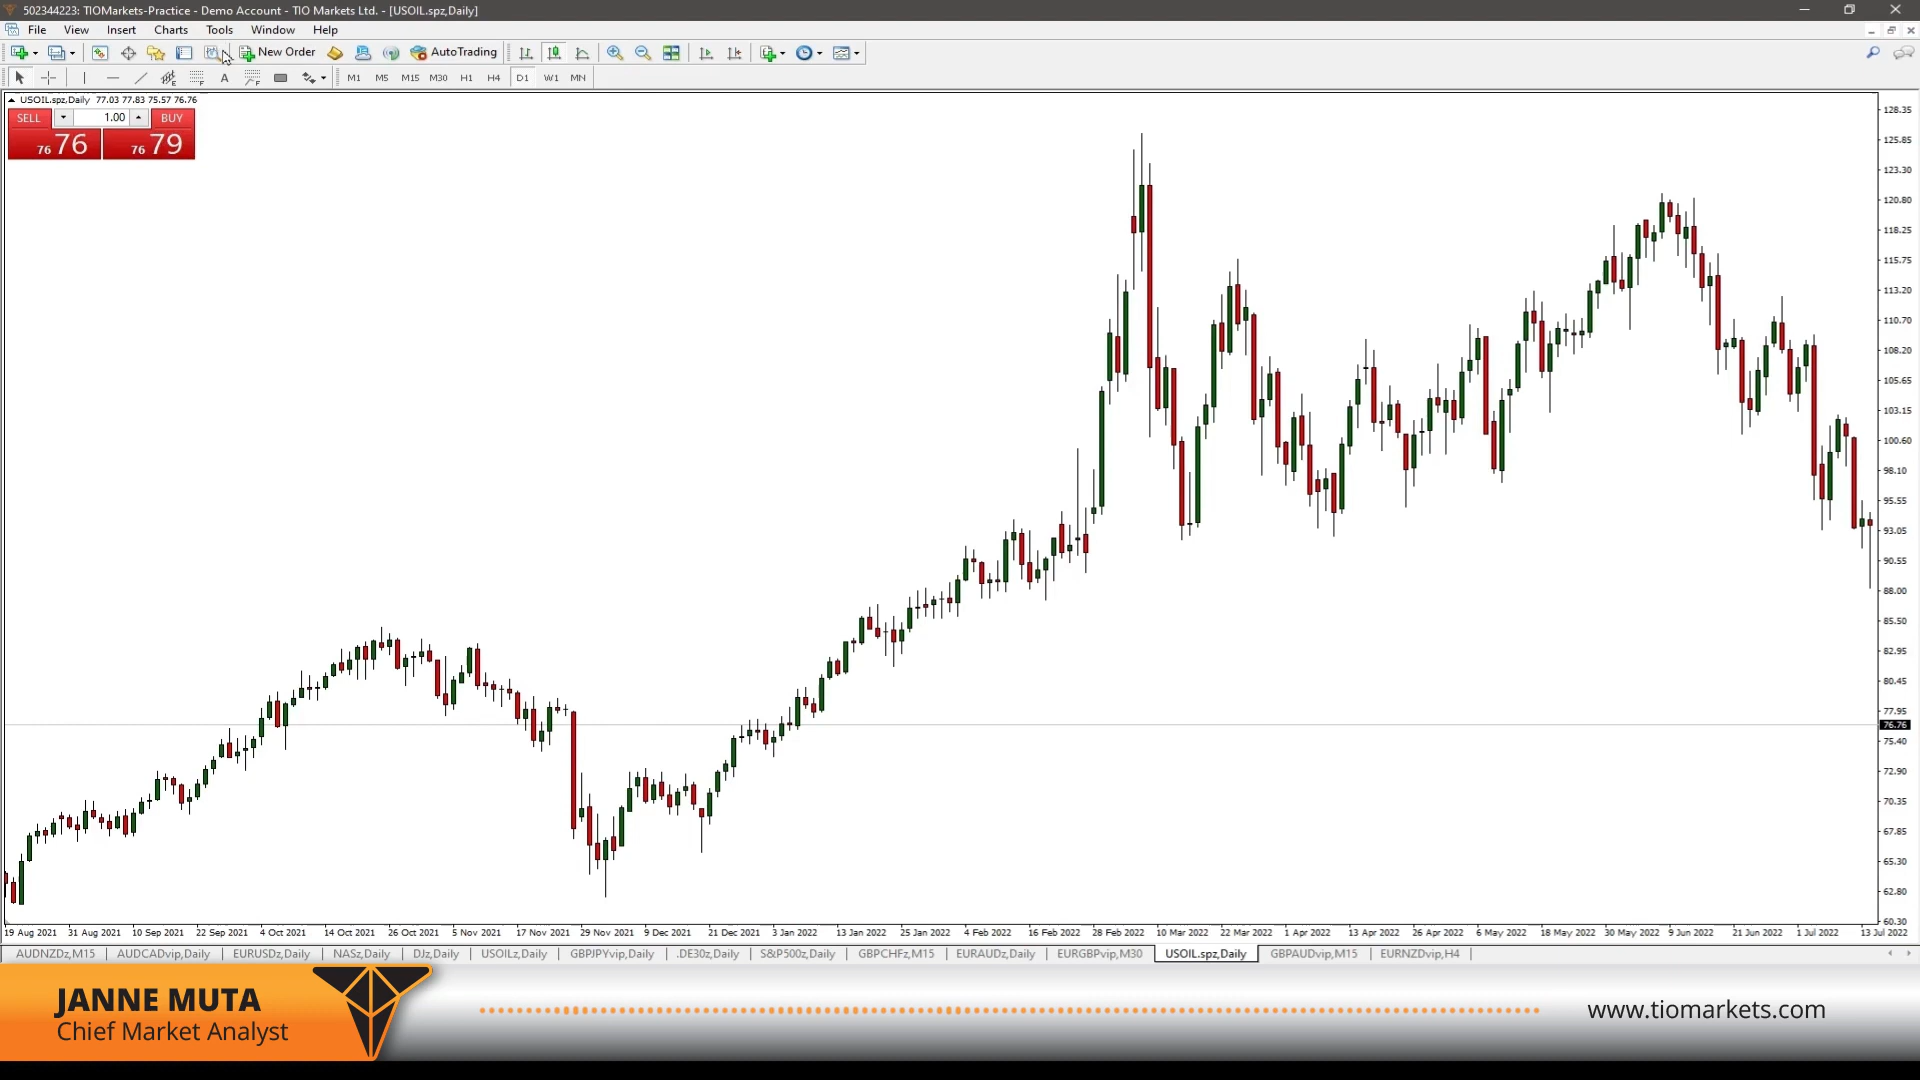 502344223: TIOMarkets-Practice - Demo Account - TIO Markets Ltd. - [USOIL.spz,Daily]
File View Insert Charts Tools Window Help
New Order AutoTrading
A M1 M5 M15 M30 H1 H4 D1 W1 MN
USOIL.spz,Daily 77.03 77.83 75.57 76.76
SELL 1.00 BUY
76 76 76 79
128.35
125.85
123.30
120.80
118.25
115.75
113.20
110.70
108.20
105.65
103.15
100.60
98.10
95.55
93.05
90.55
88.00
85.50
82.95
80.45
77.95
76.76
75.40
72.90
70.35
67.85
65.30
62.80
60.30
19 Aug 2021 31 Aug 2021 10 Sep 2021 22 Sep 2021 4 Oct 2021 14 Oct 2021 26 Oct 2021 5 Nov 2021 17 Nov 2021 29 Nov 2021 9 Dec 2021 21 Dec 2021 3 Jan 2022 13 Jan 2022 25 Jan 2022 4 Feb 2022 16 Feb 2022 28 Feb 2022 10 Mar 2022 22 Mar 2022 1 Apr 2022 13 Apr 2022 26 Apr 2022 6 May 2022 18 May 2022 30 May 2022 9 Jun 2022 21 Jun 2022 1 Jul 2022 13 Jul 2022
AUDNZDz,M15 AUDCADvip,Daily EURUSDz,Daily NASz,Daily DJz,Daily USOILz,Daily GBPJPYvip,Daily .DE30z,Daily S&P500z,Daily GBPCHFz,M15 EURAUDz,Daily EURGBPvip,M30 USOIL.spz,Daily GBPAUDvip,M15 EURNZDvip,H4
JANNE MUTA
Chief Market Analyst
www.tiomarkets.com